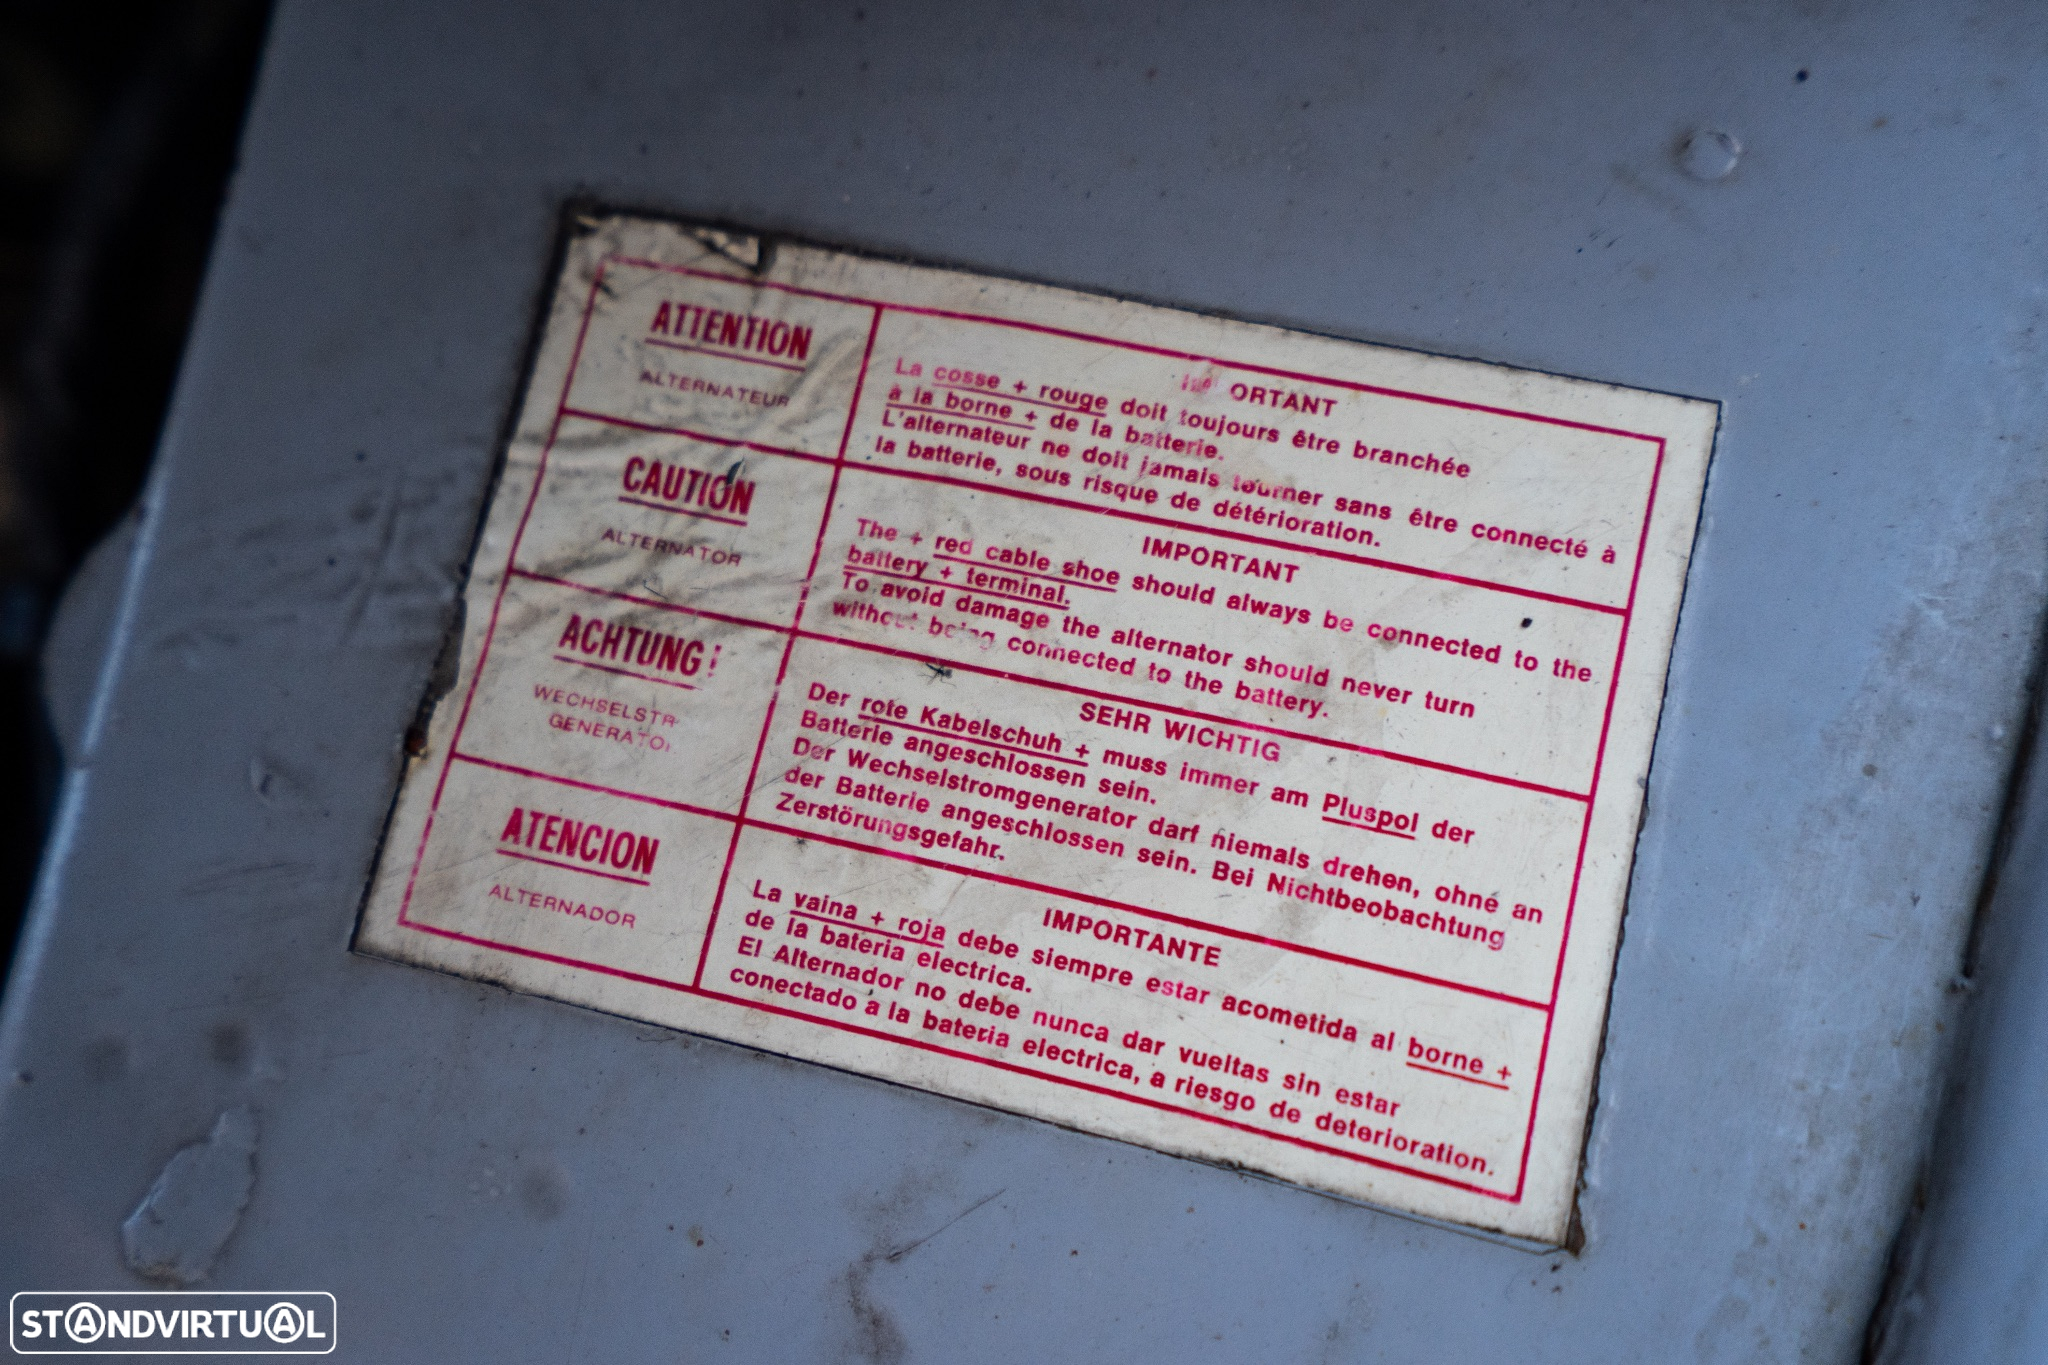 ATTENTION
ALTERNATEUR
ORTANT
La cosse + rouge doit toujours être branchée
à la borne + de la batterie.
L'alternateur ne doit jamais tourner sans être connecté à
la batterie, sous risque de détérioration.
CAUTION
ALTERNATOR
IMPORTANT
The + red cable shoe should always be connected to the
battery + terminal.
To avoid damage the alternator should never turn
without being connected to the battery.
ACHTUNG!
WECHSELSTR
GENERATO
SEHR WICHTIG
Der rote Kabelschuh + muss immer am Pluspol der
Batterie angeschlossen sein.
Der Wechselstromgenerator darf niemals drehen, ohne an
der Batterie angeschlossen sein. Bei Nichtbeobachtung
Zerstörungsgefahr.
ATENCION
ALTERNADOR
IMPORTANTE
La vaina + roja debe siempre estar acometida al borne +
de la bateria electrica.
El Alternador no debe nunca dar vueltas sin estar
conectado a la bateria electrica, a riesgo de deterioration.
STANDVIRTUAL